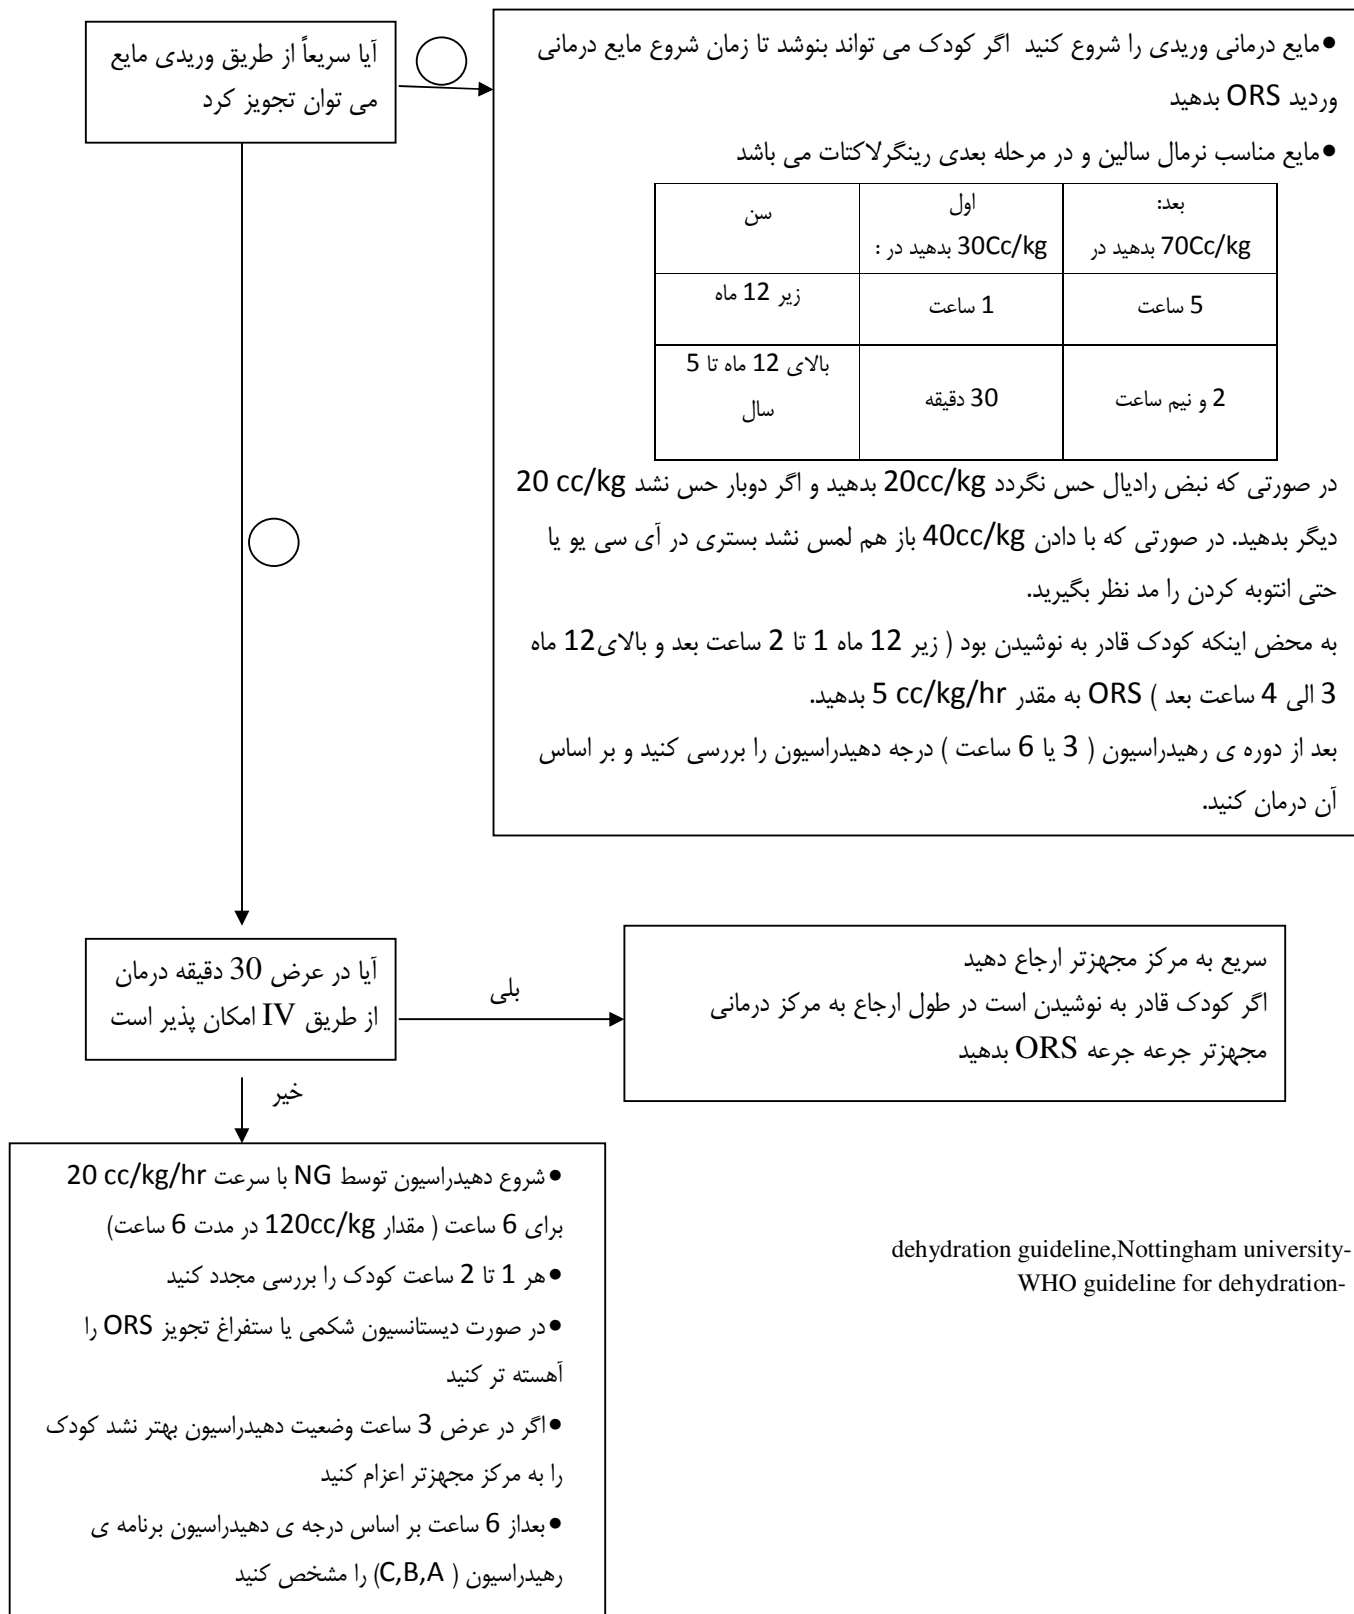 آیا سریعاً از طریق وریدی مایع
می توان تجویز کرد
●مایع درمانی وریدی را شروع کنید اگر کودک می تواند بنوشد تا زمان شروع مایع درمانی
وردید ORS بدهید
●مایع مناسب نرمال سالین و در مرحله بعدی رینگرلاکتات می باشد
سن
اول
30Cc/kg بدهید در :
بعد:
70Cc/kg بدهید در
زیر 12 ماه
1 ساعت
5 ساعت
بالای 12 ماه تا 5
سال
30 دقیقه
2 و نیم ساعت
در صورتی که نبض رادیال حس نگردد 20cc/kg بدهید و اگر دوبار حس نشد 20 cc/kg
دیگر بدهید. در صورتی که با دادن 40cc/kg باز هم لمس نشد بستری در آی سی یو یا
حتی انتوبه کردن را مد نظر بگیرید.
به محض اینکه کودک قادر به نوشیدن بود ( زیر 12 ماه 1 تا 2 ساعت بعد و بالای12 ماه
3 الی 4 ساعت بعد ) ORS به مقدر 5 cc/kg/hr بدهید.
بعد از دوره ی رهیدراسیون ( 3 یا 6 ساعت ) درجه دهیدراسیون را بررسی کنید و بر اساس
آن درمان کنید.
آیا در عرض 30 دقیقه درمان
از طریق IV امکان پذیر است
بلی
سریع به مرکز مجهزتر ارجاع دهید
اگر کودک قادر به نوشیدن است در طول ارجاع به مرکز درمانی
مجهزتر جرعه جرعه ORS بدهید
خیر
●شروع دهیدراسیون توسط NG با سرعت 20 cc/kg/hr
برای 6 ساعت ( مقدار 120cc/kg در مدت 6 ساعت)
●هر 1 تا 2 ساعت کودک را بررسی مجدد کنید
●در صورت دیستانسیون شکمی یا ستفراغ تجویز ORS را
آهسته تر کنید
●اگر در عرض 3 ساعت وضعیت دهیدراسیون بهتر نشد کودک
را به مرکز مجهزتر اعزام کنید
●بعداز 6 ساعت بر اساس درجه ی دهیدراسیون برنامه ی
رهیدراسیون ( C,B,A) را مشخص کنید
dehydration guideline,Nottingham university-
WHO guideline for dehydration-